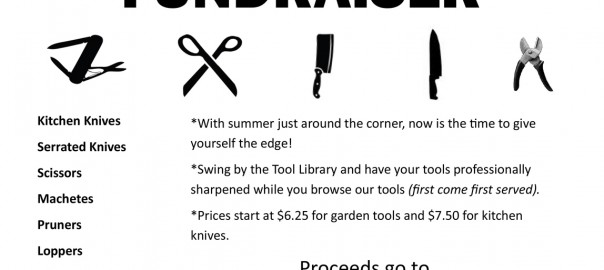 FUNDRAISER
Kitchen Knives
Serrated Knives
Scissors
Machetes
Pruners
Loppers
*With summer just around the corner, now is the time to give
yourself the edge!
*Swing by the Tool Library and have your tools professionally
sharpened while you browse our tools (first come first served).
*Prices start at $6.25 for garden tools and $7.50 for kitchen
knives.
Proceeds go to